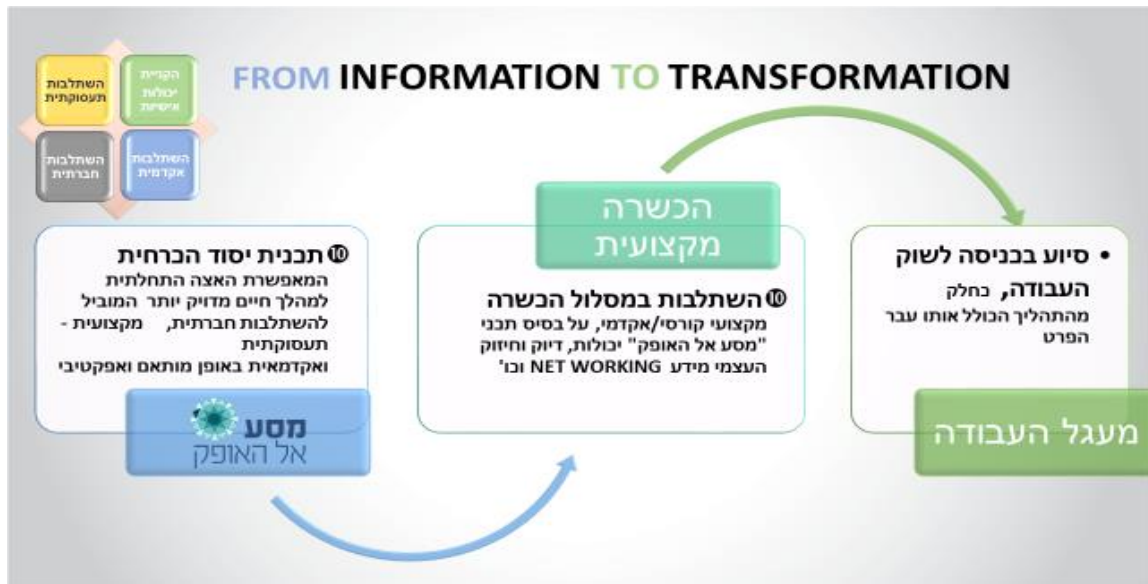 FROM INFORMATION TO TRANSFORMATION
השתלבות
תעסוקתית
הקניית
יכולות
אישיות
השתלבות
חברתית
השתלבות
אקדמית
⓾ תכנית יסוד הכרחית
המאפשרת האצה התחלתית
למהלך חיים מדויק יותר המוביל
להשתלבות חברתית, מקצועית -
תעסוקתית
ואקדמאית באופן מותאם ואפקטיבי
מסע
אל האופק
הכשרה
מקצועית
⓾ השתלבות במסלול הכשרה
מקצועי קורסי/אקדמי, על בסיס תכני
"מסע אל האופק" יכולות, דיוק וחיזוק
העצמי מידע NET WORKING וכו'
• סיוע בכניסה לשוק
העבודה, כחלק
מהתהליך הכולל אותו עבר
הפרט
מעגל העבודה